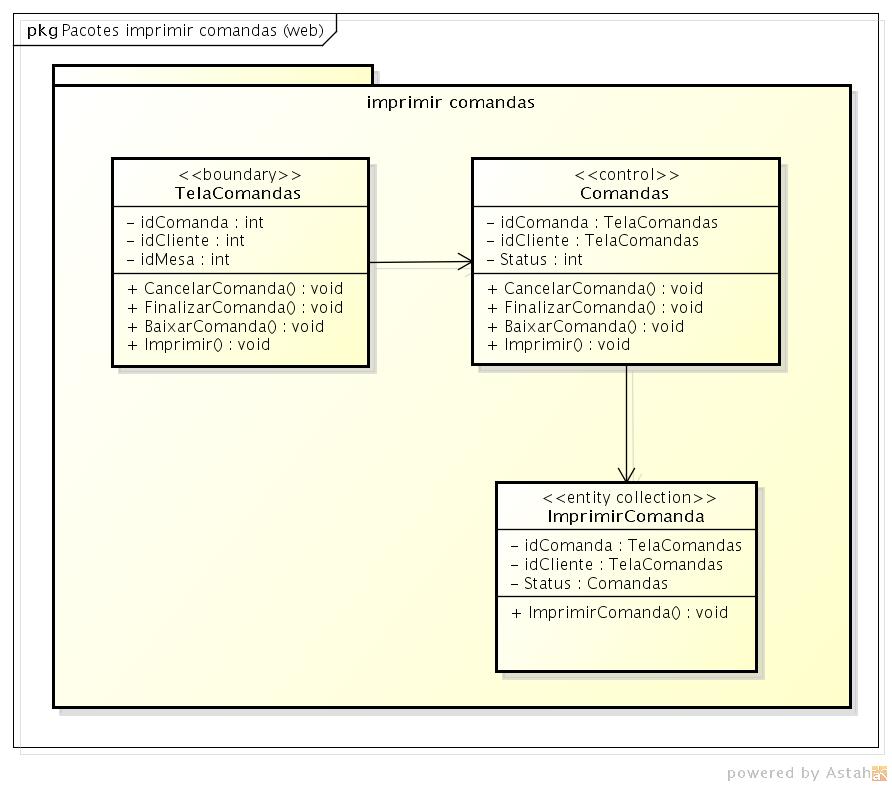 pkg Pacotes imprimir comandas (web)
imprimir comandas
<<boundary>>
TelaComandas
- idComanda : int
- idCliente : int
- idMesa : int
+ CancelarComanda() : void
+ FinalizarComanda() : void
+ BaixarComanda() : void
+ Imprimir() : void
<<control>>
Comandas
- idComanda : TelaComandas
- idCliente : TelaComandas
- Status : int
+ CancelarComanda() : void
+ FinalizarComanda() : void
+ BaixarComanda() : void
+ Imprimir() : void
<<entity collection>>
ImprimirComanda
- idComanda : TelaComandas
- idCliente : TelaComandas
- Status : Comandas
+ ImprimirComanda() : void
powered by Astah